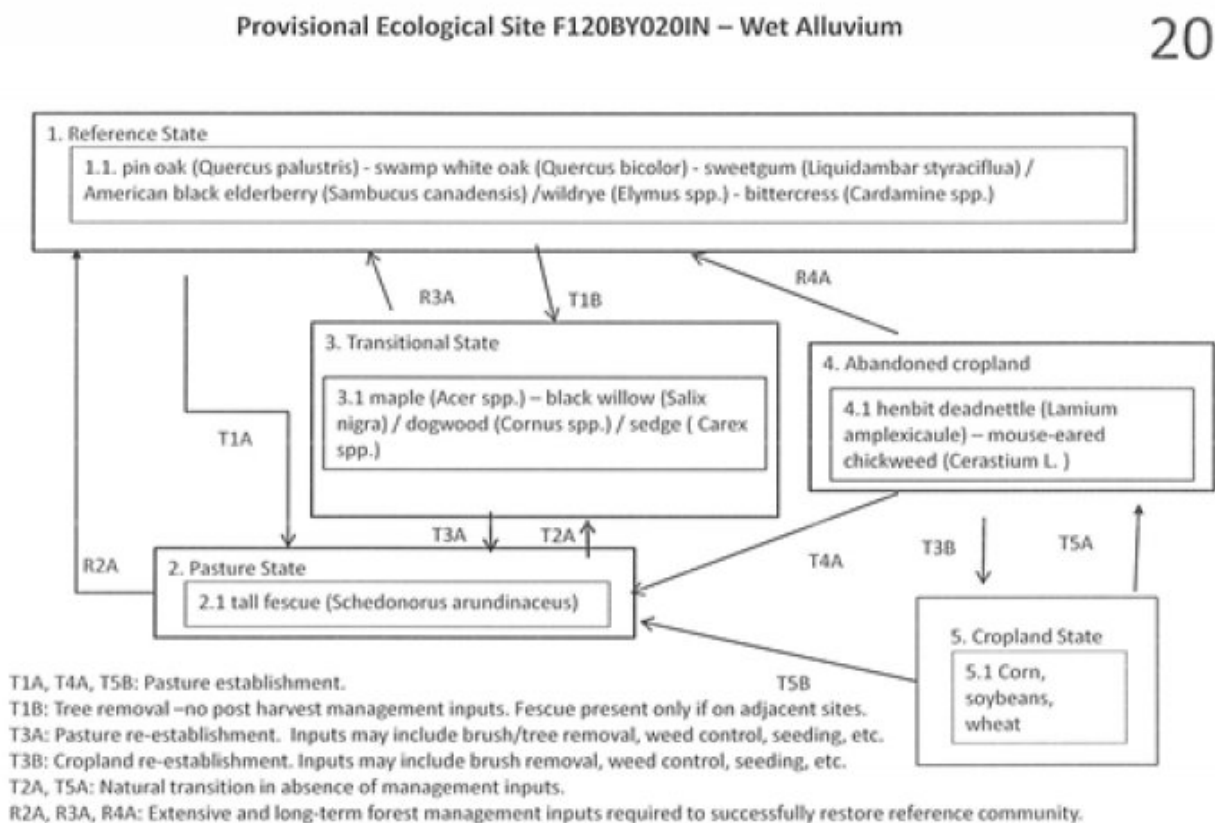 Provisional Ecological Site F120BY020IN – Wet Alluvium
20
1. Reference State
1.1. pin oak (Quercus palustris) - swamp white oak (Quercus bicolor) - sweetgum (Liquidambar styraciflua) /
American black elderberry (Sambucus canadensis) /wildrye (Elymus spp.) - bittercress (Cardamine spp.)
R3A
T1B
R4A
3. Transitional State
3.1 maple (Acer spp.) – black willow (Salix
nigra) / dogwood (Cornus spp.) / sedge ( Carex
spp.)
4. Abandoned cropland
4.1 henbit deadnettle (Lamium
amplexicaule) – mouse-eared
chickweed (Cerastium L. )
T1A
T3A
T2A
T4A
T3B
T5A
R2A
2. Pasture State
2.1 tall fescue (Schedonorus arundinaceus)
5. Cropland State
5.1 Corn,
soybeans,
wheat
T5B
T1A, T4A, T5B: Pasture establishment.
T1B: Tree removal –no post harvest management inputs. Fescue present only if on adjacent sites.
T3A: Pasture re-establishment.  Inputs may include brush/tree removal, weed control, seeding, etc.
T3B: Cropland re-establishment. Inputs may include brush removal, weed control, seeding, etc.
T2A, T5A: Natural transition in absence of management inputs.
R2A, R3A, R4A: Extensive and long-term forest management inputs required to successfully restore reference community.